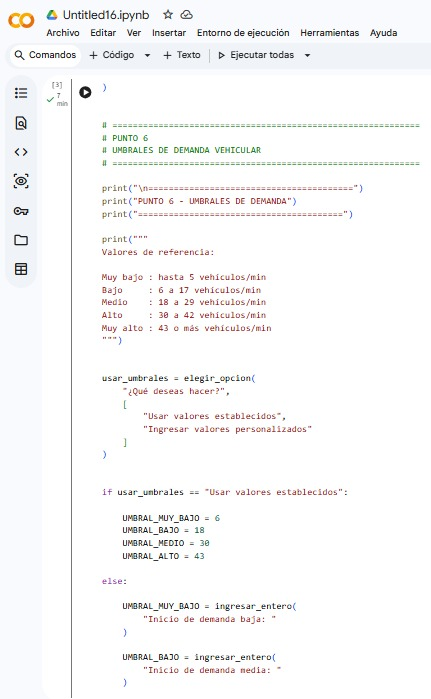 Untitled16.ipynb
Archivo Editar Ver Insertar Entorno de ejecución Herramientas Ayuda
Comandos + Código + Texto Ejecutar todas
[3]
7
min
)
# ============================================================
# PUNTO 6
# UMBRALES DE DEMANDA VEHICULAR
# ============================================================
print("\n========================================")
print("PUNTO 6 - UMBRALES DE DEMANDA")
print("========================================")
print("""
Valores de referencia:
Muy bajo : hasta 5 vehículos/min
Bajo     : 6 a 17 vehículos/min
Medio    : 18 a 29 vehículos/min
Alto     : 30 a 42 vehículos/min
Muy alto : 43 o más vehículos/min
""")
usar_umbrales = elegir_opcion(
    "¿Qué deseas hacer?",
    [
        "Usar valores establecidos",
        "Ingresar valores personalizados"
    ]
)
if usar_umbrales == "Usar valores establecidos":
    UMBRAL_MUY_BAJO = 6
    UMBRAL_BAJO = 18
    UMBRAL_MEDIO = 30
    UMBRAL_ALTO = 43
else:
    UMBRAL_MUY_BAJO = ingresar_entero(
        "Inicio de demanda baja: "
    )
    UMBRAL_BAJO = ingresar_entero(
        "Inicio de demanda media: "
    )